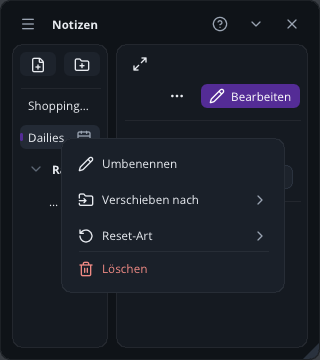 Notizen
Bearbeiten
Shopping...
Dailies
...
Umbenennen
Verschieben nach
Reset-Art
Löschen